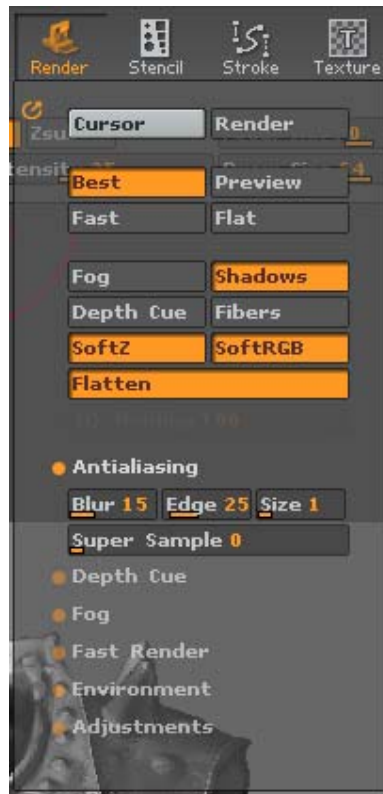 Render Stencil Stroke Texture
Cursor Render
Best Preview
Fast Flat
Fog Shadows
Depth Cue Fibers
SoftZ SoftRGB
Flatten
Antialiasing
Blur 15 Edge 25 Size 1
Super Sample 0
Depth Cue
Fog
Fast Render
Environment
Adjustments